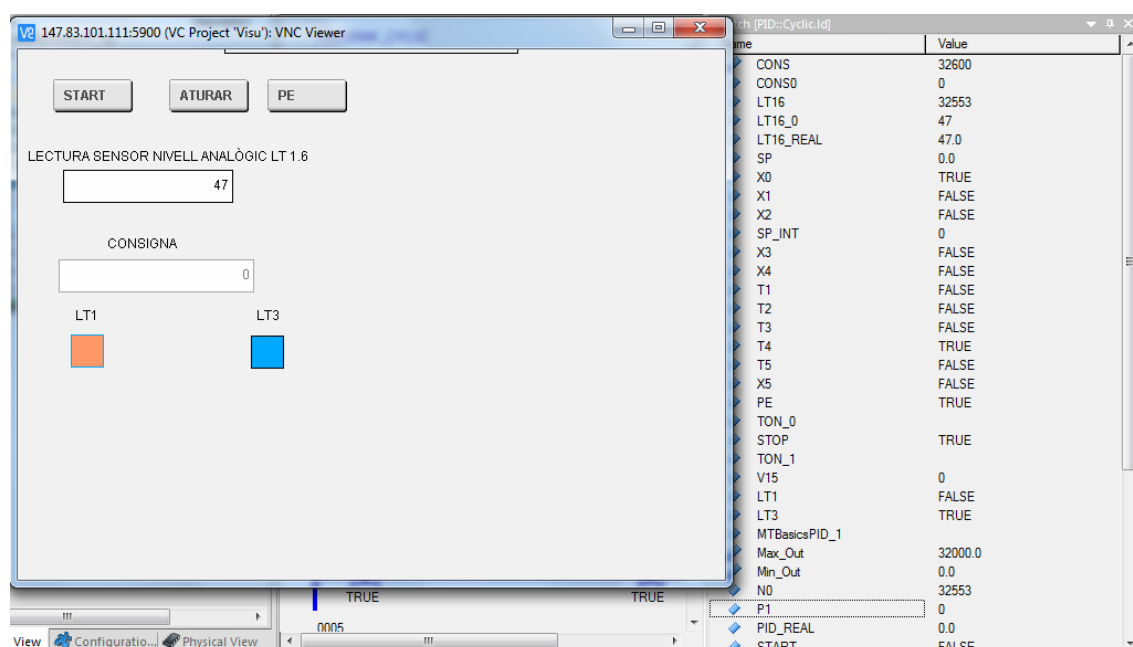 147.83.101.111:5900 (VC Project 'Visu'): VNC Viewer
START ATURAR PE
LECTURA SENSOR NIVELL ANALÒGIC LT 1.6
47
CONSIGNA
0
LT1 LT3
TRUE TRUE
0005
View Configuratio... Physical View
ch [PID::Cyclic.ld]
ame Value
CONS 32600
CONS0 0
LT16 32553
LT16_0 47
LT16_REAL 47.0
SP 0.0
X0 TRUE
X1 FALSE
X2 FALSE
SP_INT 0
X3 FALSE
X4 FALSE
T1 FALSE
T2 FALSE
T3 FALSE
T4 TRUE
T5 FALSE
X5 FALSE
PE TRUE
TON_0
STOP TRUE
TON_1
V15 0
LT1 FALSE
LT3 TRUE
MTBasicsPID_1
Max_Out 32000.0
Min_Out 0.0
N0 32553
P1 0
PID_REAL 0.0
START FALSE